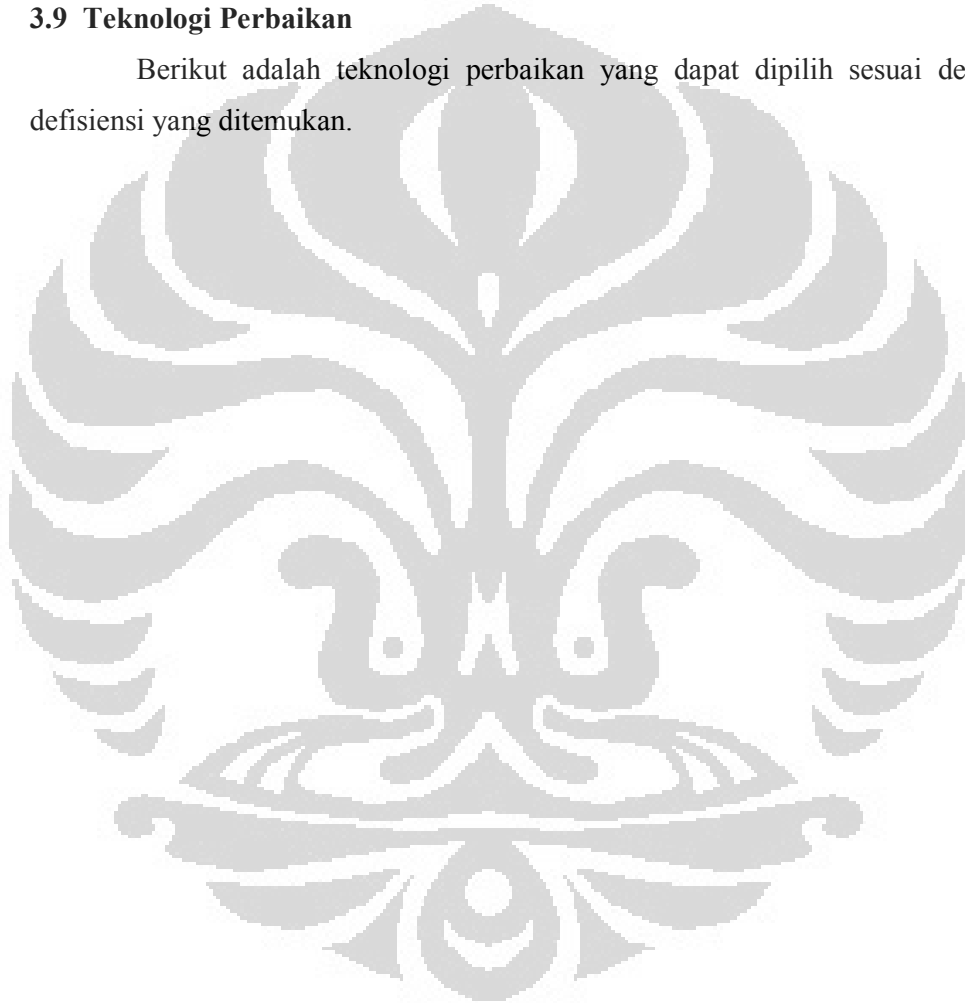 3.9 Teknologi Perbaikan
Berikut adalah teknologi perbaikan yang dapat dipilih sesuai de
defisiensi yang ditemukan.